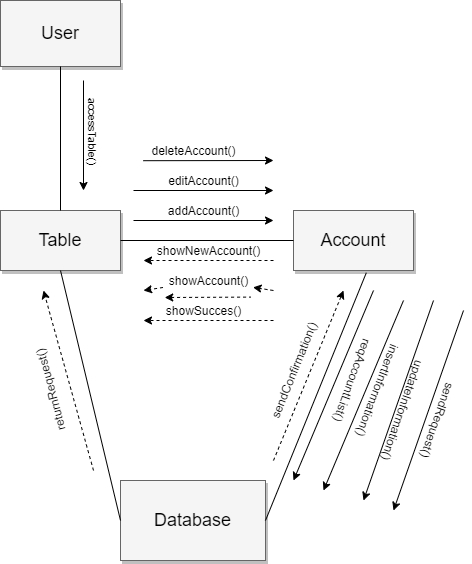 User
accessTable()
deleteAccount()
editAccount()
addAccount()
Table
Account
showNewAccount()
showAccount()
showSucces()
returnRequest()
sendConfirmation()
reqAccountList()
insertInformation()
updateInformation()
sendRequest()
Database